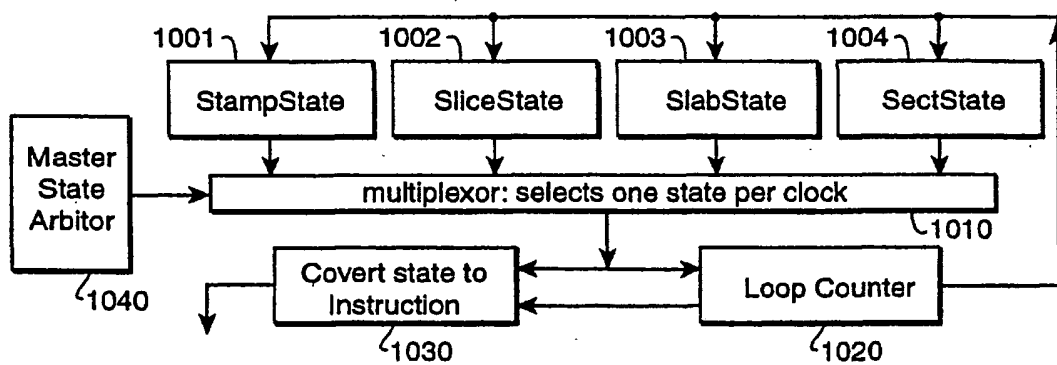 1001
1002
1003
1004
StampState
SliceState
SlabState
SectState
Master
State
Arbitor
multiplexor: selects one state per clock
1010
1040
Covert state to
Instruction
Loop Counter
1030
1020